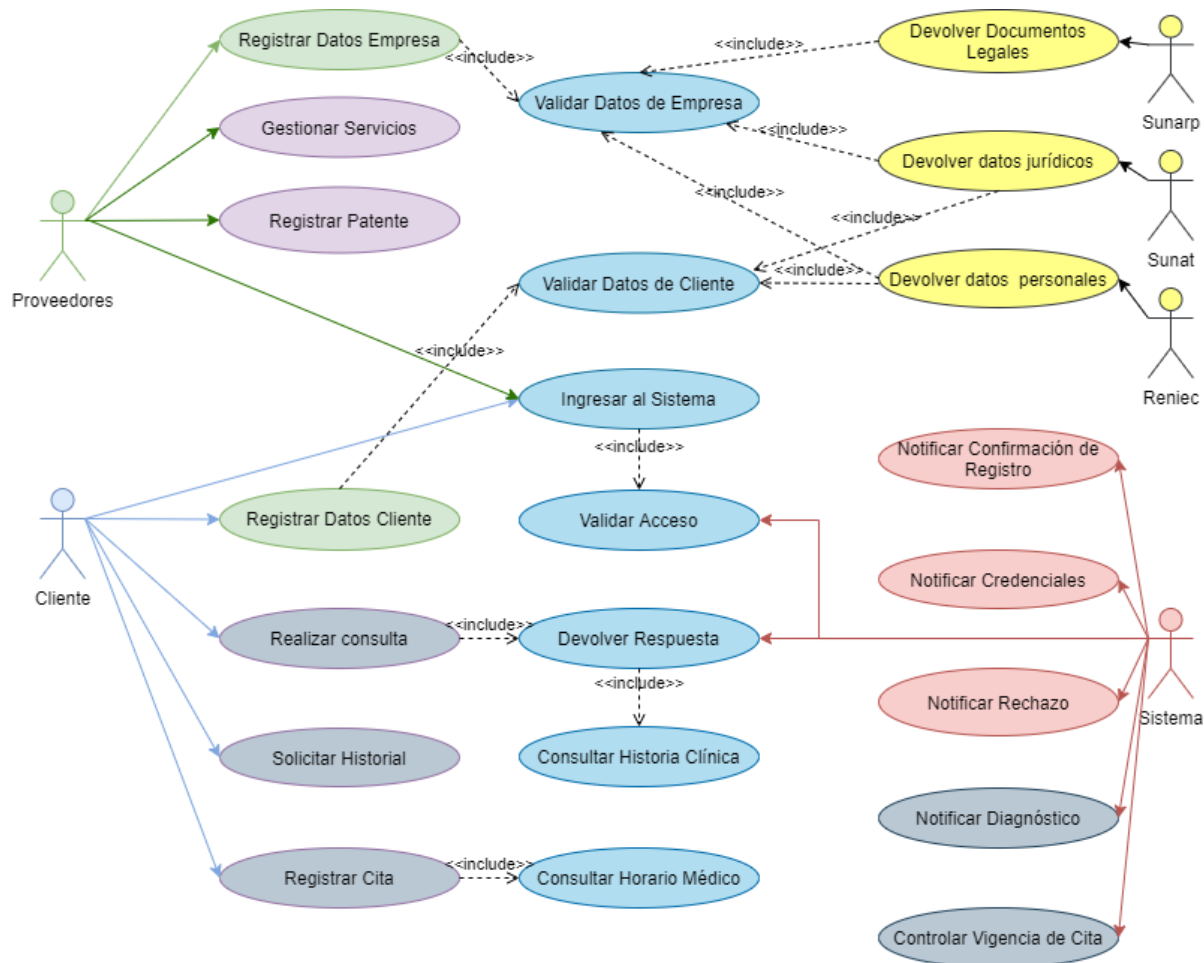 Registrar Datos Empresa
<<include>>
<<include>>
Devolver Documentos
Legales
Sunarp
Validar Datos de Empresa
Gestionar Servicios
<<include>>
Devolver datos jurídicos
Sunat
Registrar Patente
<<include>>
Proveedores
Validar Datos de Cliente
<<include>>
Devolver datos  personales
Reniec
<<include>>
Ingresar al Sistema
<<include>>
Notificar Confirmación de
Registro
Registrar Datos Cliente
Validar Acceso
Cliente
Notificar Credenciales
Realizar consulta
<<include>>
Devolver Respuesta
<<include>>
Notificar Rechazo
Sistema
Solicitar Historial
Consultar Historia Clínica
Notificar Diagnóstico
Registrar Cita
<<include>>
Consultar Horario Médico
Controlar Vigencia de Cita